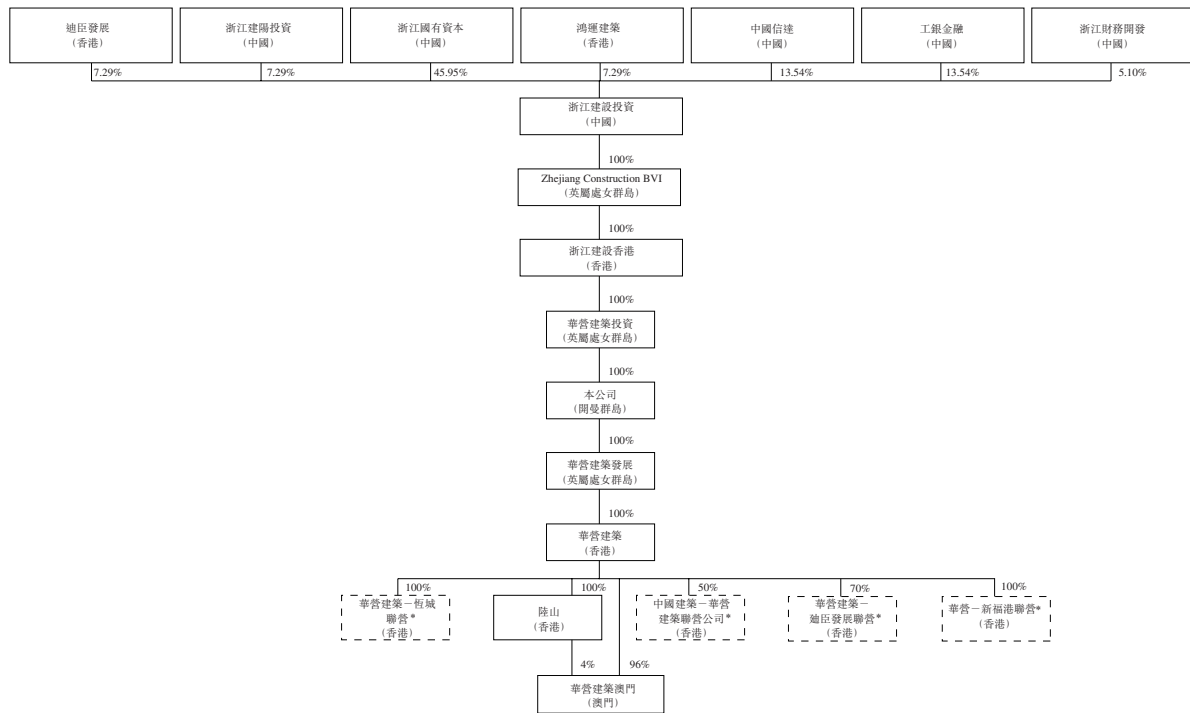 廸臣發展
(香港)
浙江建陽投資
(中國)
浙江國有資本
(中國)
鴻運建築
(香港)
中國信達
(中國)
工銀金融
(中國)
浙江財務開發
(中國)
7.29%
7.29%
45.95%
7.29%
13.54%
13.54%
5.10%
浙江建設投資
(中國)
100%
Zhejiang Construction BVI
(英屬處女群島)
100%
浙江建設香港
(香港)
100%
華營建築投資
(英屬處女群島)
100%
本公司
(開曼群島)
100%
華營建築發展
(英屬處女群島)
100%
華營建築
(香港)
100%
100%
50%
70%
100%
華營建築－恆城
聯營*
(香港)
陸山
(香港)
中國建築－華營
建築聯營公司*
(香港)
華營建築－
廸臣發展聯營*
(香港)
華營－新福港聯營*
(香港)
4%
96%
華營建築澳門
(澳門)